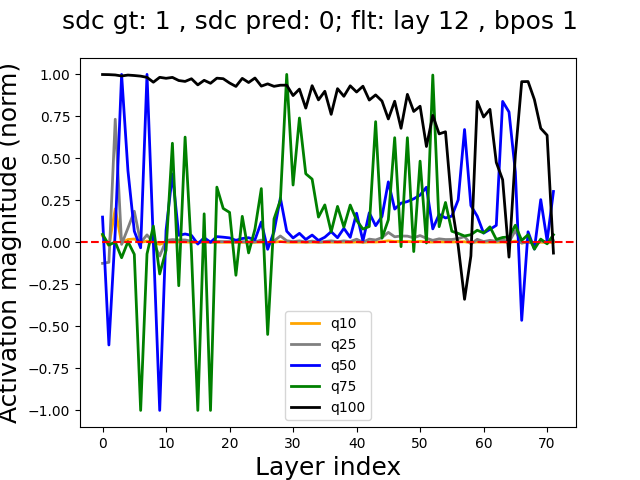 sdc gt: 1 , sdc pred: 0; flt: lay 12 , bpos 1
Activation magnitude (norm)
1.00
0.75
0.50
0.25
0.00
−0.25
−0.50
−0.75
−1.00
q10
q25
q50
q75
q100
0 10 20 30 40 50 60 70
Layer index